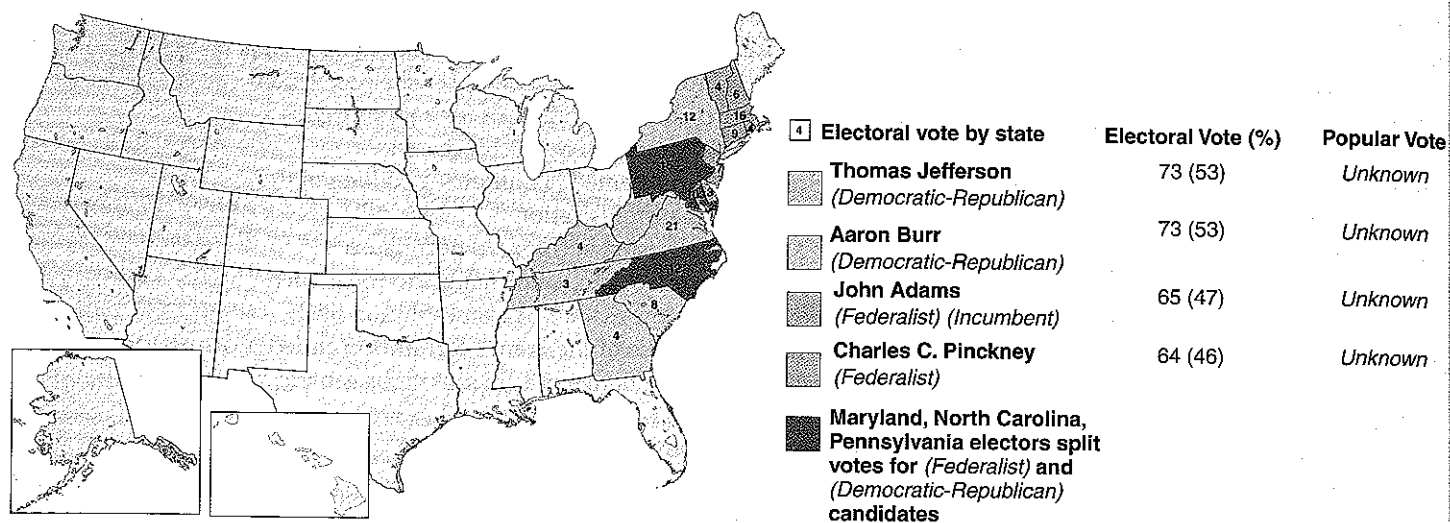 4
6
12
16
9
4
21
4
3
8
4
4 Electoral vote by state Electoral Vote (%) Popular Vote
Thomas Jefferson 73 (53) Unknown
(Democratic-Republican)
Aaron Burr 73 (53) Unknown
(Democratic-Republican)
John Adams 65 (47) Unknown
(Federalist) (Incumbent)
Charles C. Pinckney 64 (46) Unknown
(Federalist)
Maryland, North Carolina,
Pennsylvania electors split
votes for (Federalist) and
(Democratic-Republican)
candidates